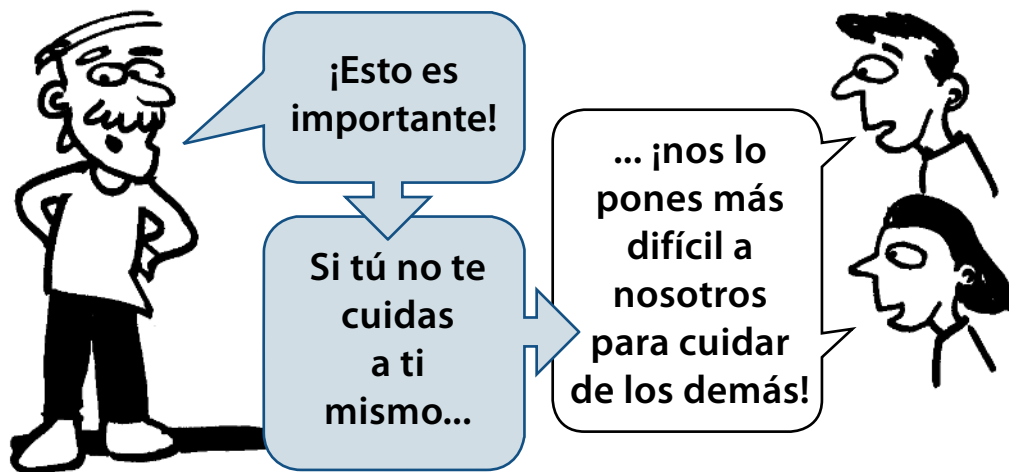 ¡Esto es
importante!
Si tú no te
cuidas
a ti
mismo...
... ¡nos lo
pones más
difícil a
nosotros
para cuidar
de los demás!